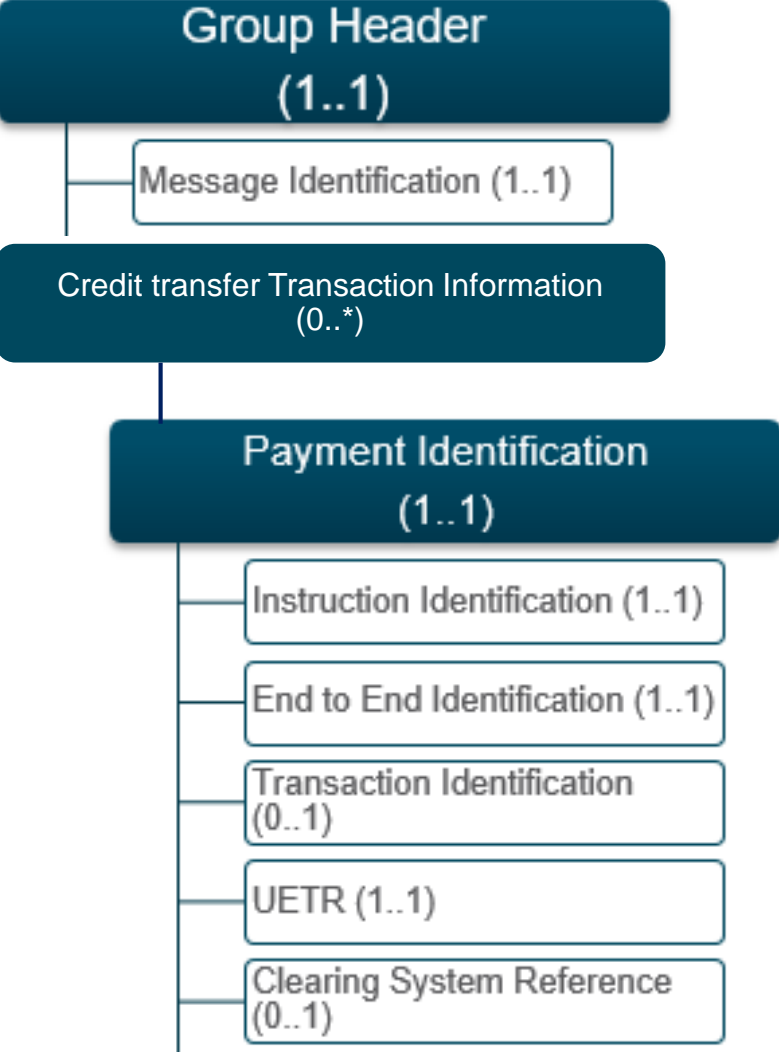 Group Header
(1..1)
Message Identification (1..1)
Credit transfer Transaction Information
(0..*)
Payment Identification
(1..1)
Instruction Identification (1..1)
End to End Identification (1..1)
Transaction Identification
(0..1)
UETR (1..1)
Clearing System Reference
(0..1)